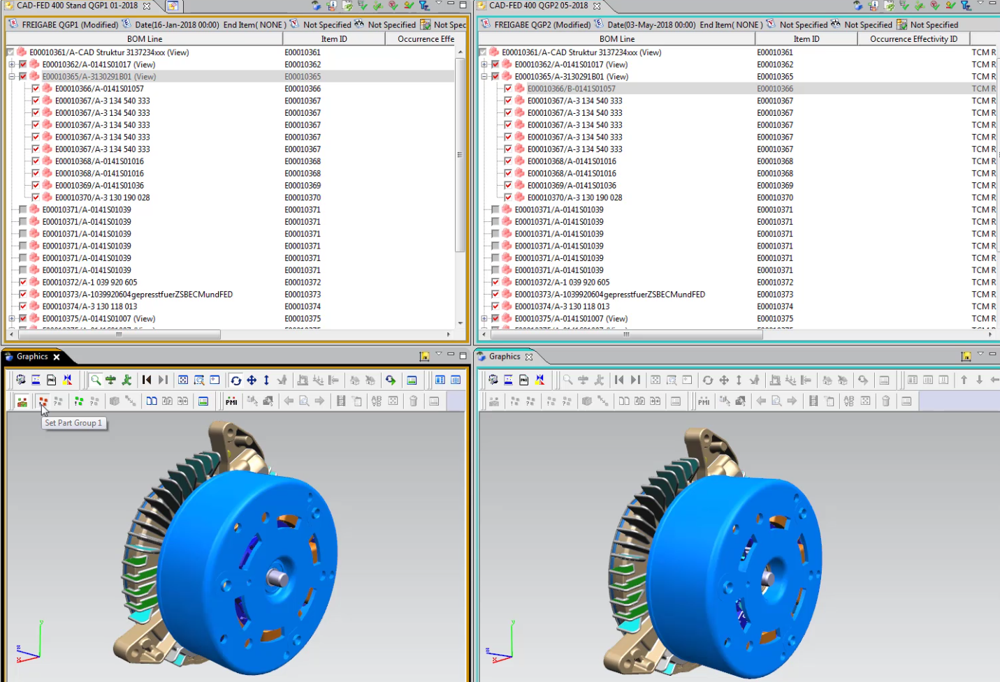 CAD-FED 400 Stand QGP1 01-2018
FREIGABE QGP1 (Modified) Date(16-Jan-2018 00:00) End Item( NONE ) Not Specified Not Specified Not Spec
BOM Line Item ID Occurrence Effe
E00010361/A-CAD Struktur 3137234xxx (View) E00010361
E00010362/A-0141S01017 (View) E00010362
E00010365/A-3130291B01 (View) E00010365
E00010366/A-0141S01057 E00010366
E00010367/A-3 134 540 333 E00010367
E00010367/A-3 134 540 333 E00010367
E00010367/A-3 134 540 333 E00010367
E00010367/A-3 134 540 333 E00010367
E00010367/A-3 134 540 333 E00010367
E00010368/A-0141S01016 E00010368
E00010368/A-0141S01016 E00010368
E00010369/A-0141S01036 E00010369
E00010370/A-3 130 190 028 E00010370
E00010371/A-0141S01039 E00010371
E00010371/A-0141S01039 E00010371
E00010371/A-0141S01039 E00010371
E00010371/A-0141S01039 E00010371
E00010371/A-0141S01039 E00010371
E00010371/A-0141S01039 E00010371
E00010372/A-1 039 920 605 E00010372
E00010373/A-1039920604gepresstfuerZSBECMundFED E00010373
E00010374/A-3 130 118 013 E00010374
E00010375/A-0141S01007 (View) E00010375
CAD-FED 400 QGP2 05-2018
FREIGABE QGP2 (Modified) Date(03-May-2018 00:00) End Item( NONE ) Not Specified Not Specified Not Specified
BOM Line Item ID Occurrence Effectivity ID
E00010361/A-CAD Struktur 3137234xxx (View) E00010361 TCM R
E00010362/A-0141S01017 (View) E00010362 TCM R
E00010365/A-3130291B01 (View) E00010365 TCM R
E00010366/B-0141S01057 E00010366 TCM R
E00010367/A-3 134 540 333 E00010367 TCM R
E00010367/A-3 134 540 333 E00010367 TCM R
E00010367/A-3 134 540 333 E00010367 TCM R
E00010367/A-3 134 540 333 E00010367 TCM R
E00010367/A-3 134 540 333 E00010367 TCM R
E00010368/A-0141S01016 E00010368 TCM R
E00010368/A-0141S01016 E00010368 TCM R
E00010369/A-0141S01036 E00010369 TCM R
E00010370/A-3 130 190 028 E00010370 TCM R
E00010371/A-0141S01039 E00010371 TCM R
E00010371/A-0141S01039 E00010371 TCM R
E00010371/A-0141S01039 E00010371 TCM R
E00010371/A-0141S01039 E00010371 TCM R
E00010371/A-0141S01039 E00010371 TCM R
E00010371/A-0141S01039 E00010371 TCM R
E00010372/A-1 039 920 605 E00010372 TCM R
E00010373/A-1039920604gepresstfuerZSBECMundFED E00010373 TCM R
E00010374/A-3 130 118 013 E00010374 TCM R
E00010375/A-0141S01007 (View) E00010375 TCM R
Graphics
PMI
Set Part Group 1
Graphics
PMI